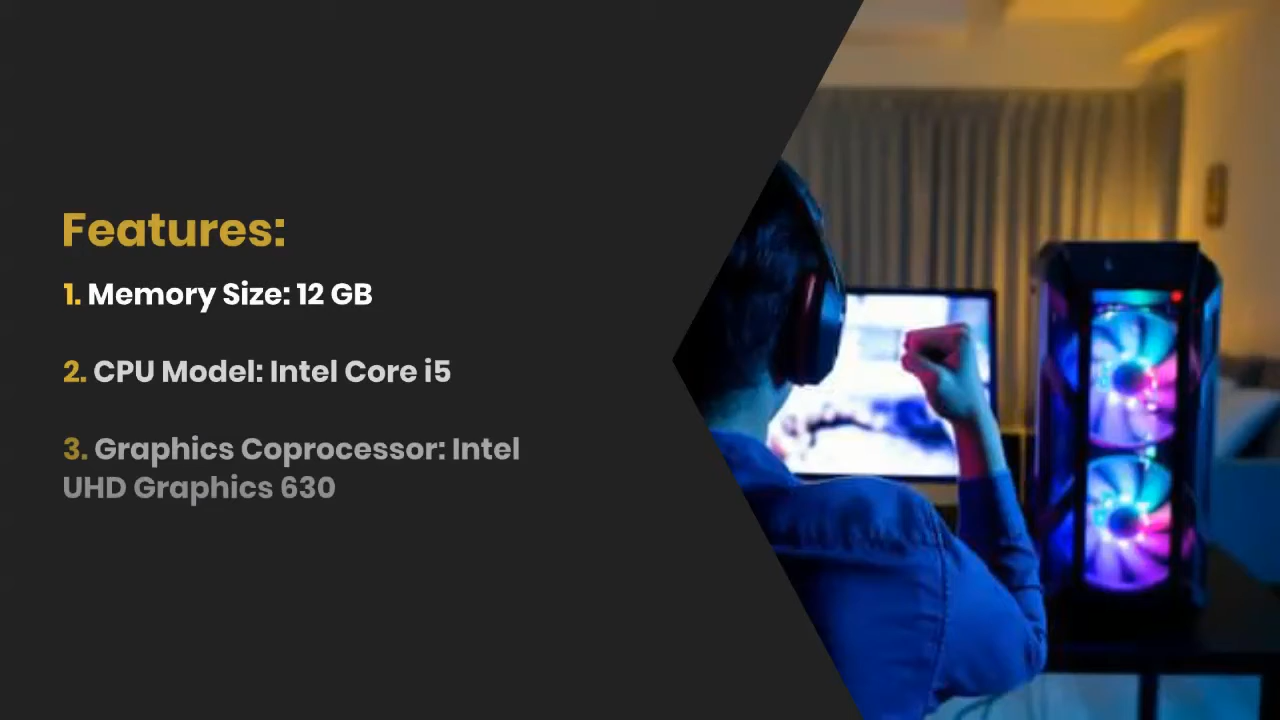 Features:
1. Memory Size: 12 GB
2. CPU Model: Intel Core i5
3. Graphics Coprocessor: Intel
UHD Graphics 630